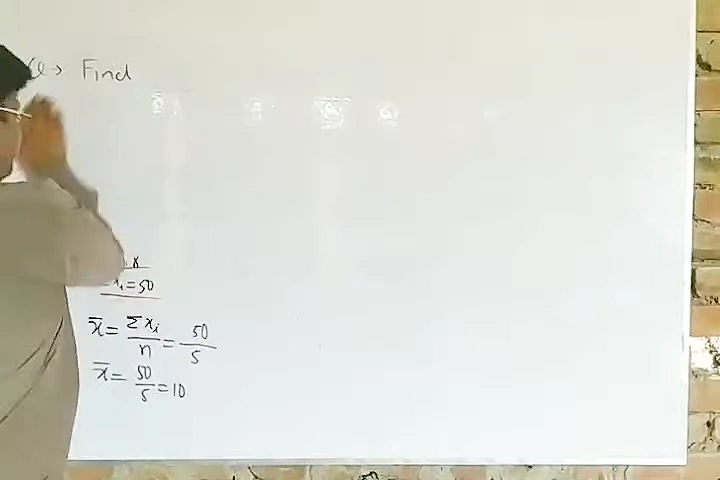 Find
x
xᵢ = 50
x̄ = Σxᵢ / n = 50 / 5
x̄ = 50 / 5 = 10